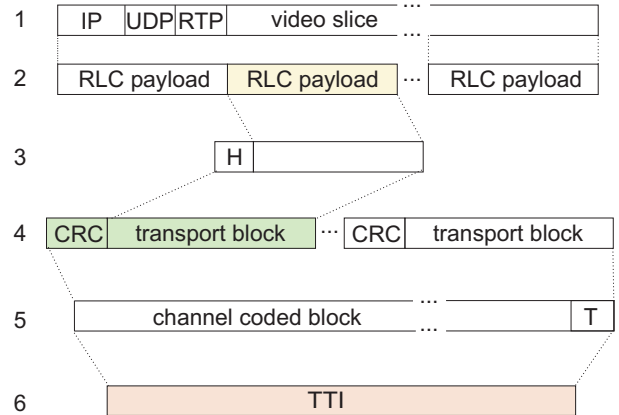 1 IP UDP RTP video slice ... ...
2 RLC payload RLC payload ... RLC payload
3 H
4 CRC transport block ... CRC transport block
5 channel coded block ... ... T
6 TTI